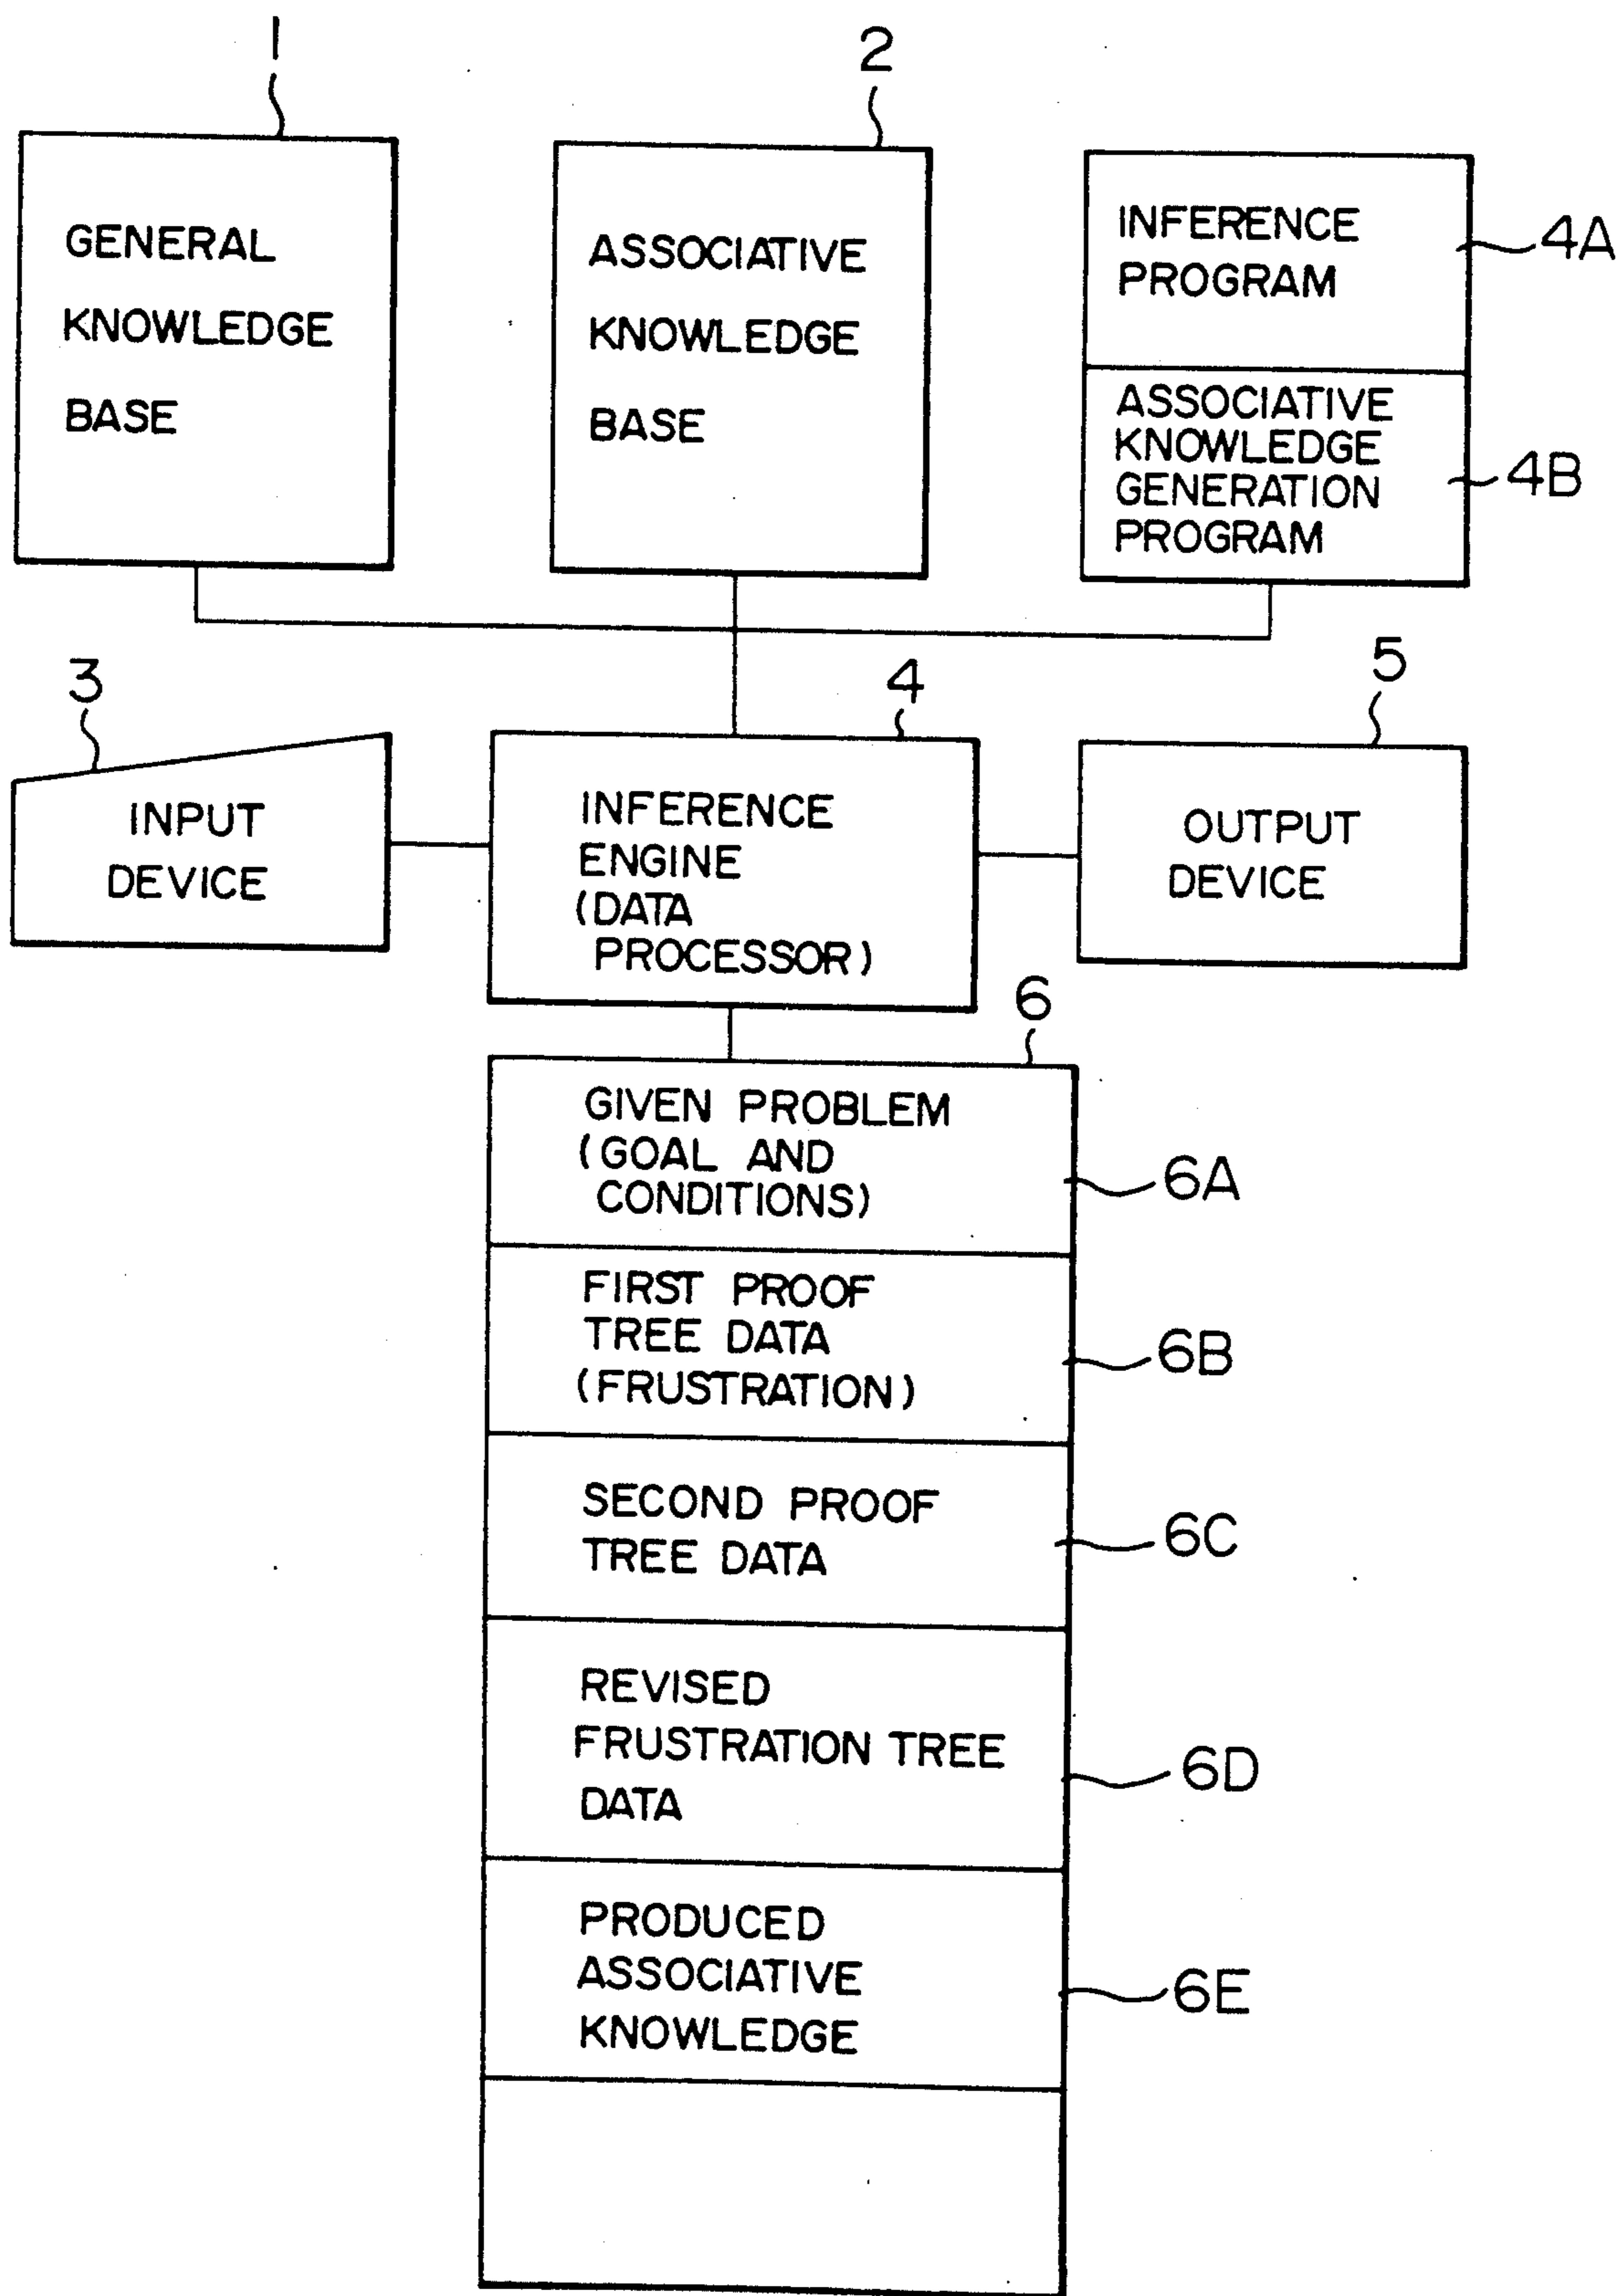 1
2
GENERAL
KNOWLEDGE
BASE
ASSOCIATIVE
KNOWLEDGE
BASE
INFERENCE
PROGRAM
4A
ASSOCIATIVE
KNOWLEDGE
GENERATION
PROGRAM
4B
3
4
5
INPUT
DEVICE
INFERENCE
ENGINE
(DATA
PROCESSOR)
OUTPUT
DEVICE
6
GIVEN PROBLEM
(GOAL AND
CONDITIONS)
6A
FIRST PROOF
TREE DATA
(FRUSTRATION)
6B
SECOND PROOF
TREE DATA
6C
REVISED
FRUSTRATION TREE
DATA
6D
PRODUCED
ASSOCIATIVE
KNOWLEDGE
6E